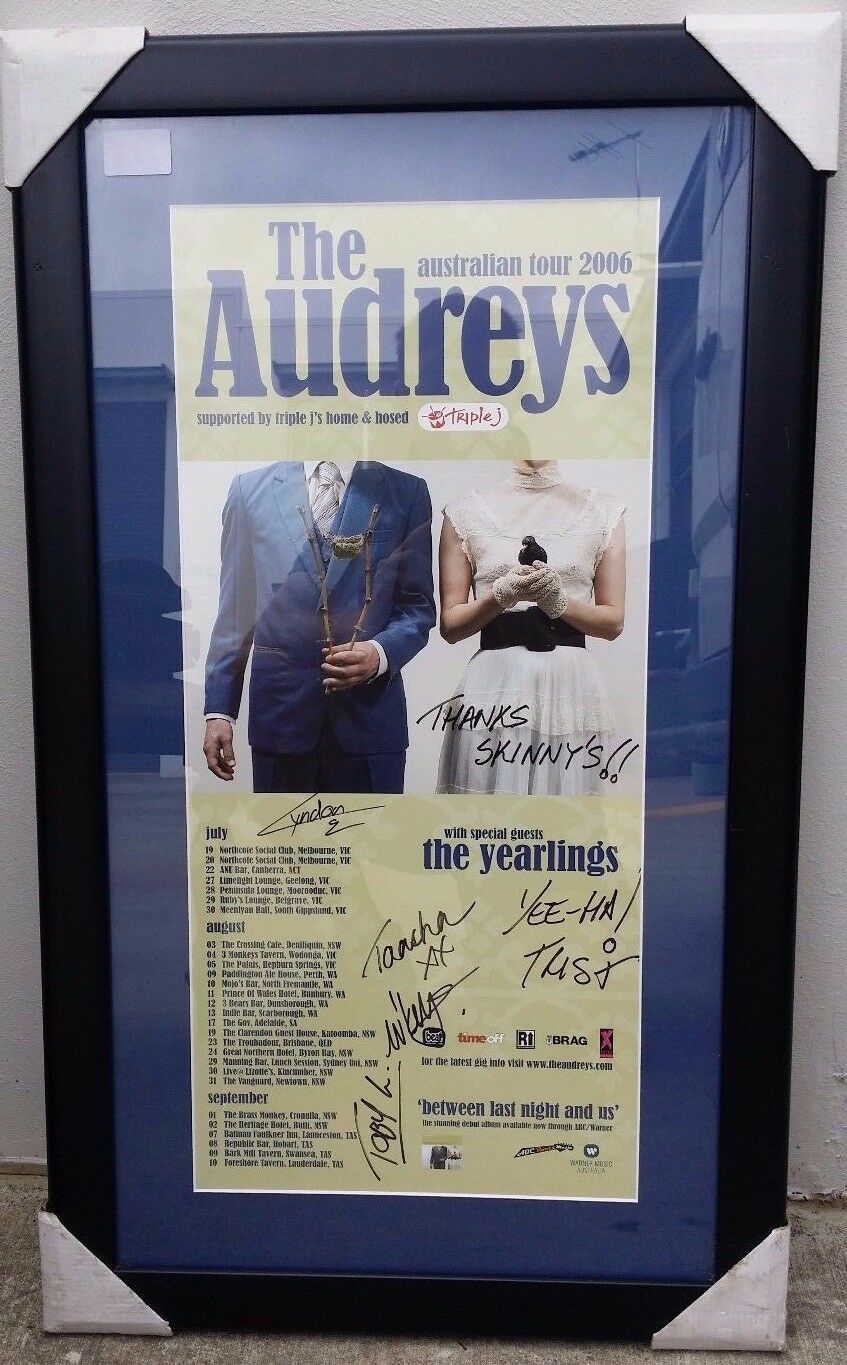 The
australian tour 2006
Audreys
supported by triple j's home & hosed
triple j
THANKS
SKINNY'S!!
Lyndon
july
19 Northcote Social Club, Melbourne, VIC
20 Northcote Social Club, Melbourne, VIC
22 ANU Bar, Canberra, ACT
27 Limelight Lounge, Geelong, VIC
28 Peninsula Lounge, Moorooduc, VIC
29 Ruby's Lounge, Belgrave, VIC
30 Meeniyan Hall, South Gippsland, VIC
august
03 The Crossing Cafe, Deniliquin, NSW
04 3 Monkeys Tavern, Wodonga, VIC
05 The Palais, Hepburn Springs, VIC
09 Paddington Ale House, Perth, WA
10 Mojo's Bar, North Fremantle, WA
11 Prince Of Wales Hotel, Bunbury, WA
12 3 Bears Bar, Dunsborough, WA
13 Indie Bar, Scarborough, WA
17 The Gov, Adelaide, SA
19 The Clarendon Guest House, Katoomba, NSW
23 The Troubadour, Brisbane, QLD
24 Great Northern Hotel, Byron Bay, NSW
29 Manning Bar, Lunch Session, Sydney Uni, NSW
30 Live@Lizotte's, Kincumber, NSW
31 The Vanguard, Newtown, NSW
september
01 The Brass Monkey, Cronulla, NSW
02 The Heritage Hotel, Bulli, NSW
07 Batman Faulkner Inn, Launceston, TAS
08 Republic Bar, Hobart, TAS
09 Bark Mill Tavern, Swansea, TAS
10 Foreshore Tavern, Lauderdale, TAS
with special guests
the yearlings
YEE-HA!
Taasha
XX
TOBY L.
beat
time off
R1
THE BRAG
X
for the latest gig info visit www.theaudreys.com
'between last night and us'
the stunning debut album available now through ABC/Warner
WARNER MUSIC
AUSTRALIA